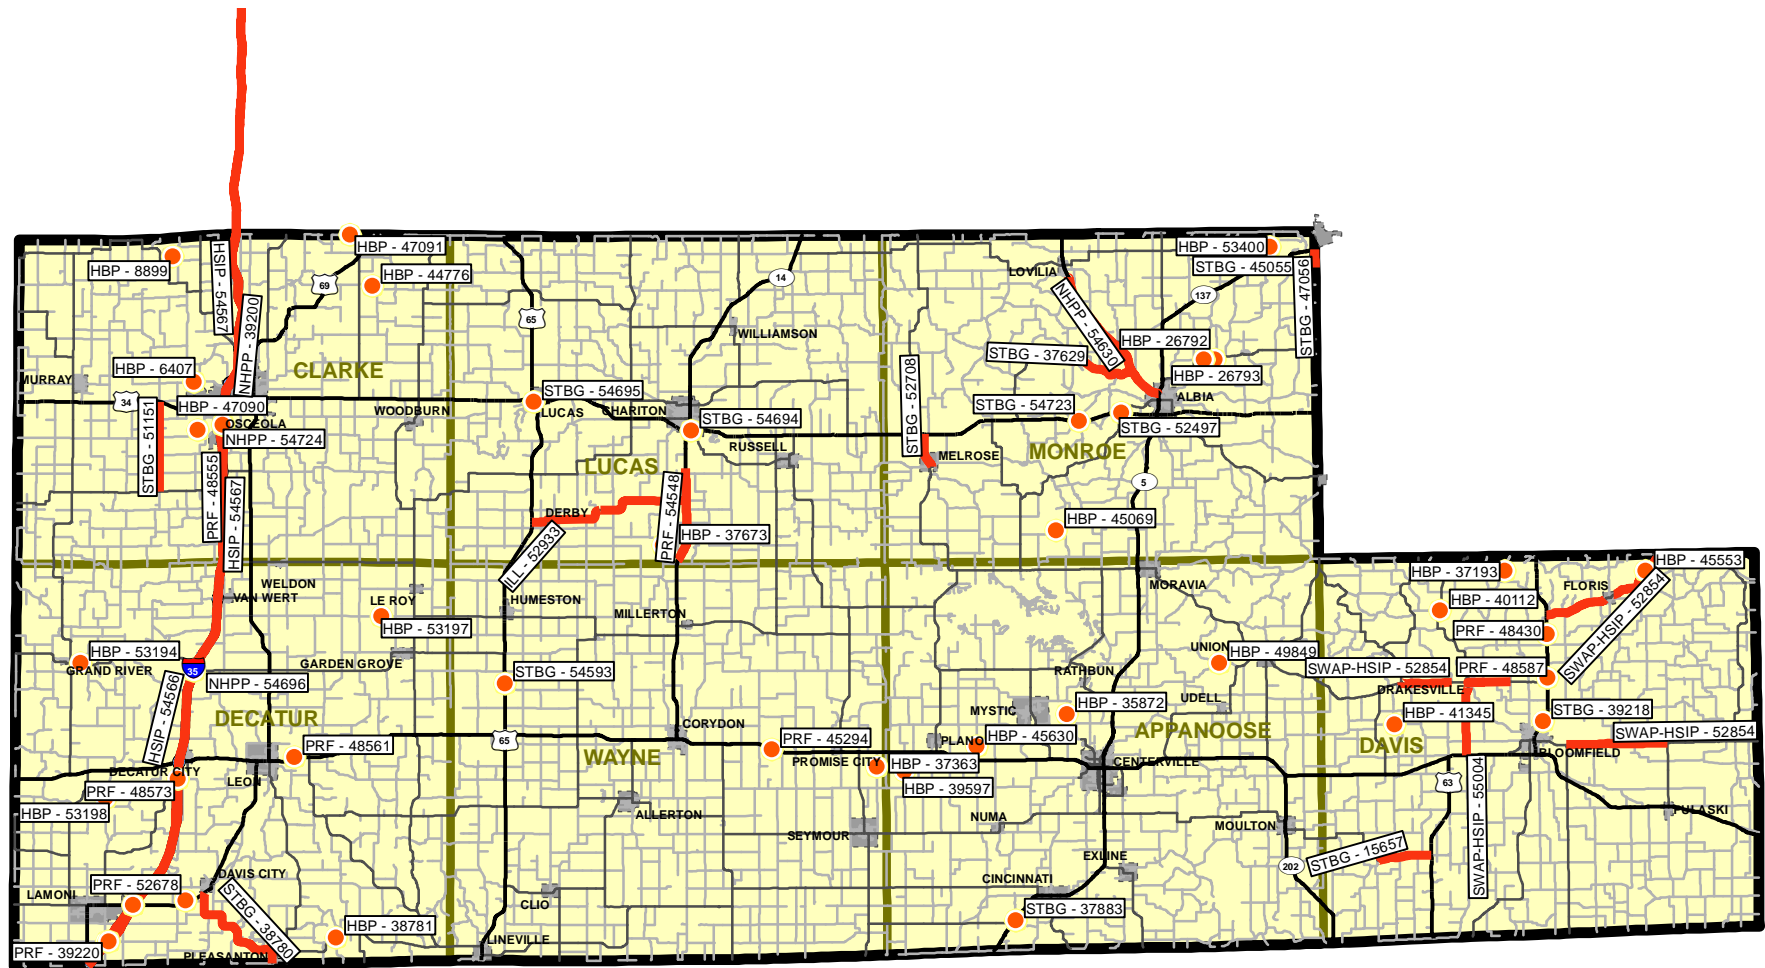 HBP - 47091
HBP - 53400
HBP - 8899
HSIP - 54567
69
HBP - 44776
14
LOVILIA
STBG - 45055
137
STBG - 47056
NHPP - 39200
65
WILLIAMSON
NHPP - 54630
HBP - 26792
STBG - 37629
HBP - 6407
CLARKE
MURRAY
HBP - 26793
STBG - 52708
34
HBP - 47090
STBG - 54695
WOODBURN
LUCAS
CHARITON
STBG - 54694
STBG - 54723
ALBIA
STBG - 51151
OSCEOLA
NHPP - 54724
STBG - 52497
RUSSELL
MONROE
MELROSE
LUCAS
PRF - 48555
HSIP - 54567
5
DERBY
PRF - 54548
HBP - 37673
HBP - 45069
ILL - 52933
HBP - 45553
HBP - 37193
WELDON
MORAVIA
FLORIS
VAN WERT
LE ROY
HUMESTON
MILLERTON
HBP - 40112
SWAP-HSIP - 52854
HBP - 53197
PRF - 48430
HBP - 53194
GRAND RIVER
GARDEN GROVE
UNION
HBP - 49849
SWAP-HSIP - 52854
PRF - 48587
35
NHPP - 54696
STBG - 54593
RATHBUN
DRAKESVILLE
UDELL
HSIP - 54566
DECATUR
HBP - 35872
MYSTIC
HBP - 41345
STBG - 39218
CORYDON
APPANOOSE
PRF - 48561
65
WAYNE
PRF - 45294
PLANO
HBP - 45630
DAVIS
SWAP-HSIP - 52854
BLOOMFIELD
PROMISE CITY
HBP - 37363
CENTERVILLE
DECATUR CITY
LEON
PRF - 48573
HBP - 39597
63
SWAP-HSIP - 55004
HBP - 53198
ALLERTON
NUMA
PULASKI
SEYMOUR
MOULTON
EXLINE
STBG - 15657
202
DAVIS CITY
PRF - 52678
LAMONI
CINCINNATI
CLIO
STBG - 38780
STBG - 37883
HBP - 38781
LINEVILLE
PRF - 39220
PLEASANTON